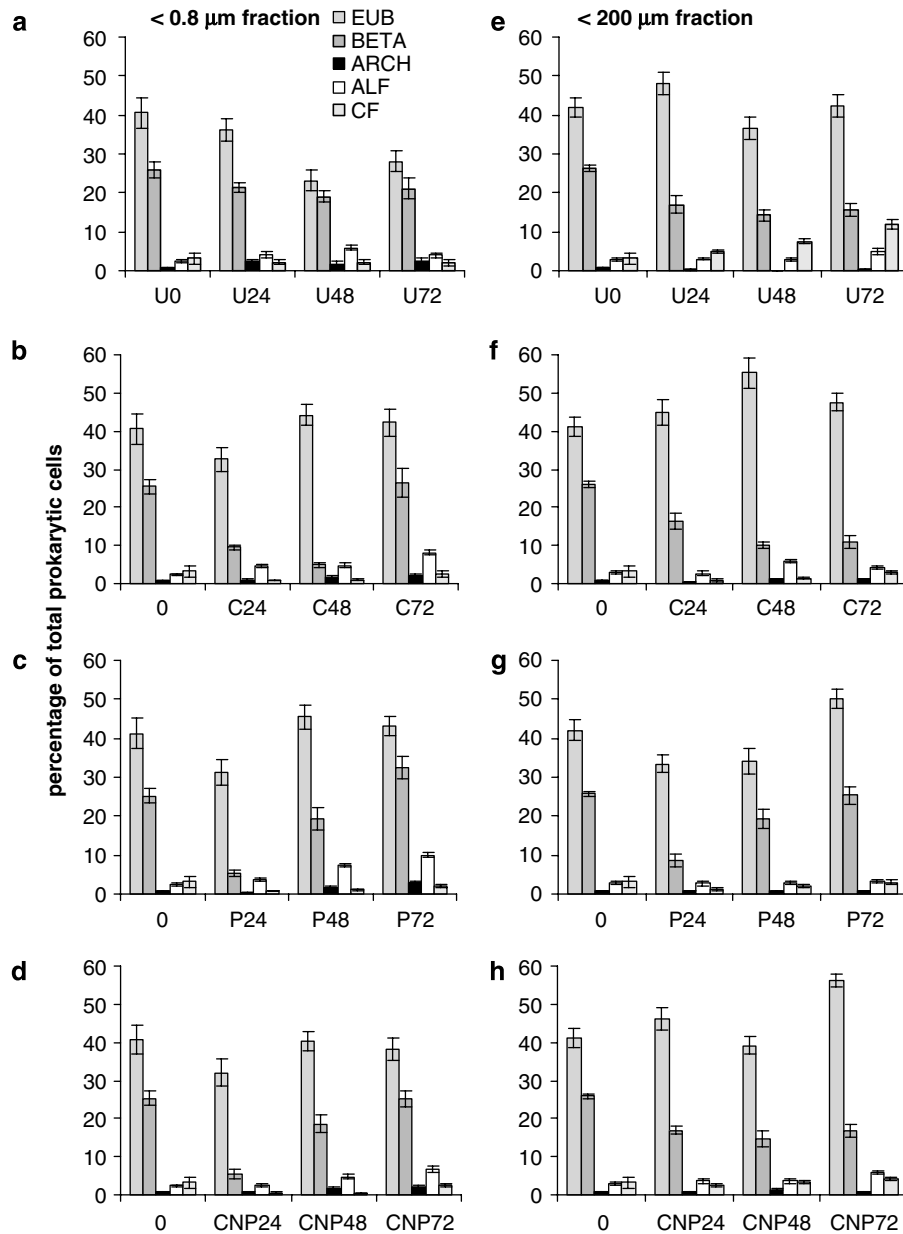 a
< 0.8 µm fraction
EUB
BETA
ARCH
ALF
CF
60
50
40
30
20
10
0
U0 U24 U48 U72
e
< 200 µm fraction
60
50
40
30
20
10
0
U0 U24 U48 U72
percentage of total prokarytic cells
b
60
50
40
30
20
10
0
0 C24 C48 C72
f
60
50
40
30
20
10
0
0 C24 C48 C72
c
60
50
40
30
20
10
0
0 P24 P48 P72
g
60
50
40
30
20
10
0
0 P24 P48 P72
d
60
50
40
30
20
10
0
0 CNP24 CNP48 CNP72
h
60
50
40
30
20
10
0
0 CNP24 CNP48 CNP72